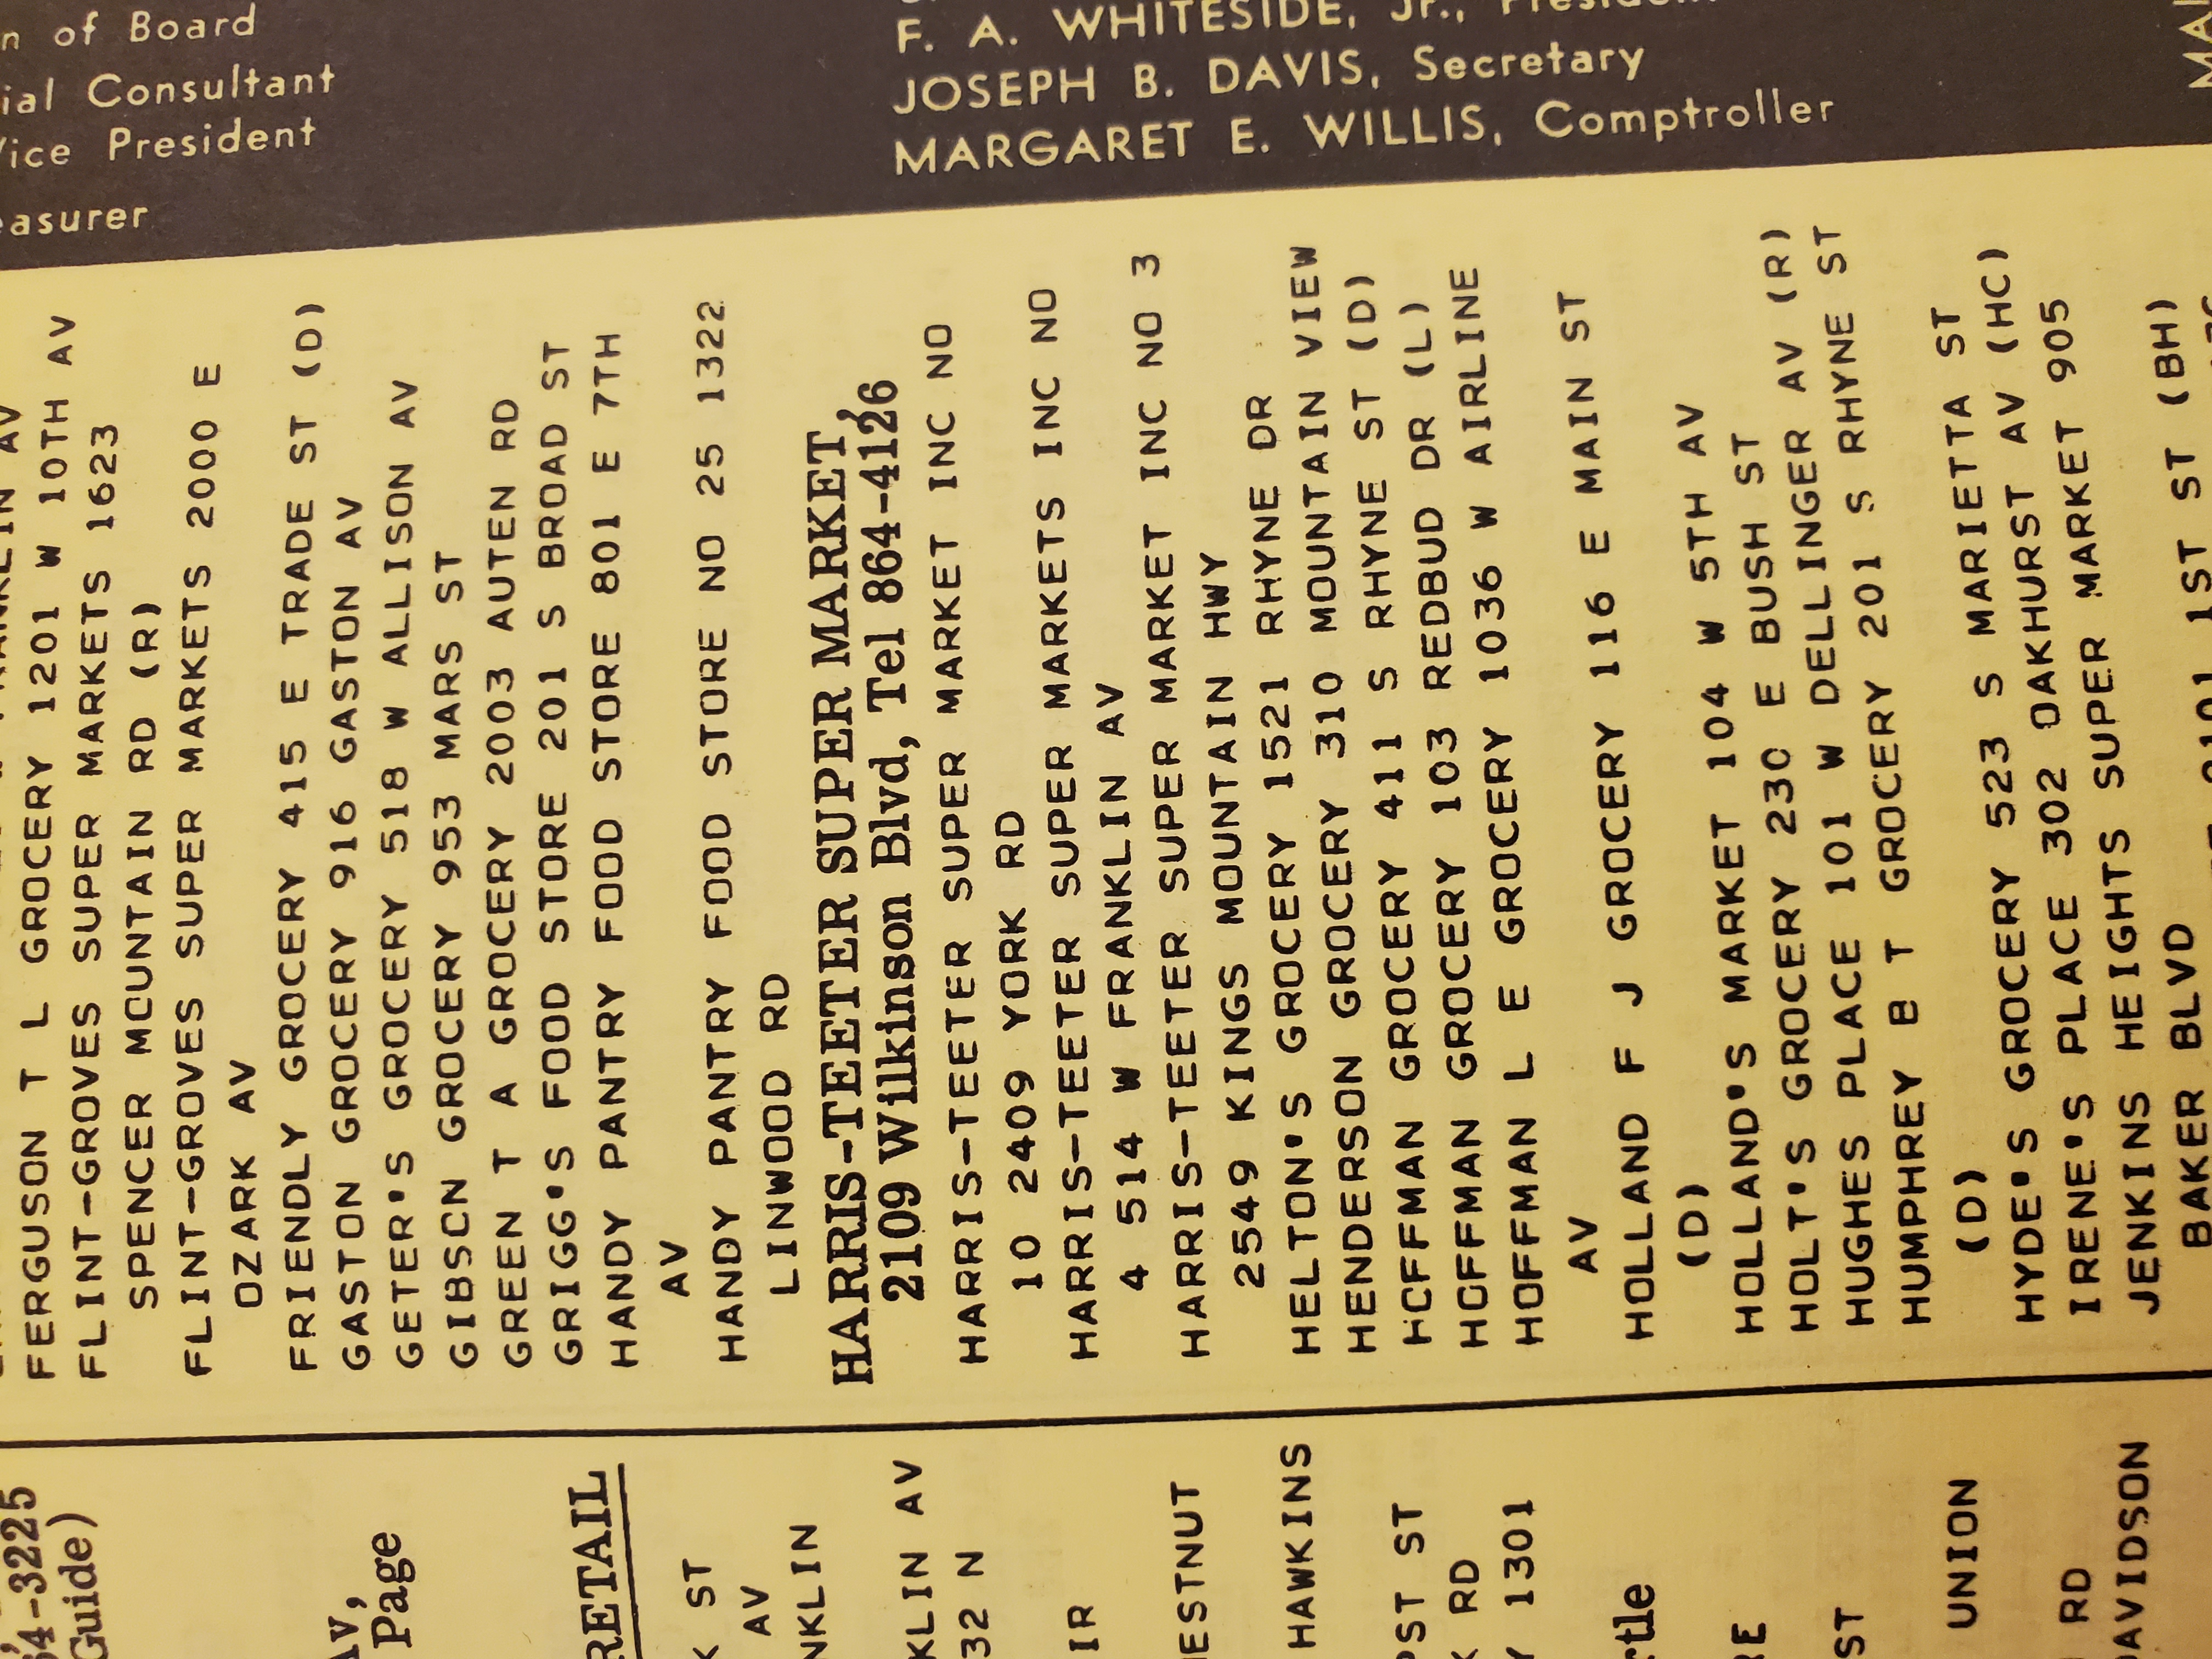 n of Board
ial Consultant
Vice President
easurer
F. A. WHITESIDE, Jr., President
JOSEPH B. DAVIS, Secretary
MARGARET E. WILLIS, Comptroller
FERGUSON T L GROCERY 1201 W 10TH AV
FLINT-GROVES SUPER MARKETS 1623
SPENCER MOUNTAIN RD (R)
FLINT-GROVES SUPER MARKETS 2000 E
OZARK AV
FRIENDLY GROCERY 415 E TRADE ST (D)
GASTON GROCERY 916 GASTON AV
GETER'S GROCERY 518 W ALLISON AV
GIBSON GROCERY 953 MARS ST
GREEN T A GROCERY 2003 AUTEN RD
GRIGG'S FOOD STORE 201 S BROAD ST
HANDY PANTRY FOOD STORE 801 E 7TH
AV
HANDY PANTRY FOOD STORE NO 25 1322
LINWOOD RD
HARRIS-TEETER SUPER MARKET,
2109 Wilkinson Blvd, Tel 864-4126
HARRIS-TEETER SUPER MARKET INC NO
10 2409 YORK RD
HARRIS-TEETER SUPER MARKETS INC NO
4 514 W FRANKLIN AV
HARRIS-TEETER SUPER MARKET INC NO 3
2549 KINGS MOUNTAIN HWY
HELTON'S GROCERY 1521 RHYNE DR
HENDERSON GROCERY 310 MOUNTAIN VIEW
HOFFMAN GROCERY 411 S RHYNE ST (D)
HOFFMAN GROCERY 103 REDBUD DR (L)
HOFFMAN L E GROCERY 1036 W AIRLINE
AV
HOLLAND F J GROCERY 116 E MAIN ST
(D)
HOLLAND'S MARKET 104 W 5TH AV
HOLT'S GROCERY 230 E BUSH ST
HUGHES PLACE 101 W DELLINGER AV (R)
HUMPHREY B T GROCERY 201 S RHYNE ST
(D)
HYDE'S GROCERY 523 S MARIETTA ST
IRENE'S PLACE 302 OAKHURST AV (HC)
JENKINS HEIGHTS SUPER MARKET 905
BAKER BLVD
1ST ST (BH)
64-3225
Guide)
Av,
Page
RETAIL
K ST
AV
NKLIN
KLIN AV
32 N
IR
ESTNUT
HAWKINS
PST ST
K RD
Y 1301
rtle
RE
ST
UNION
RD
DAVIDSON